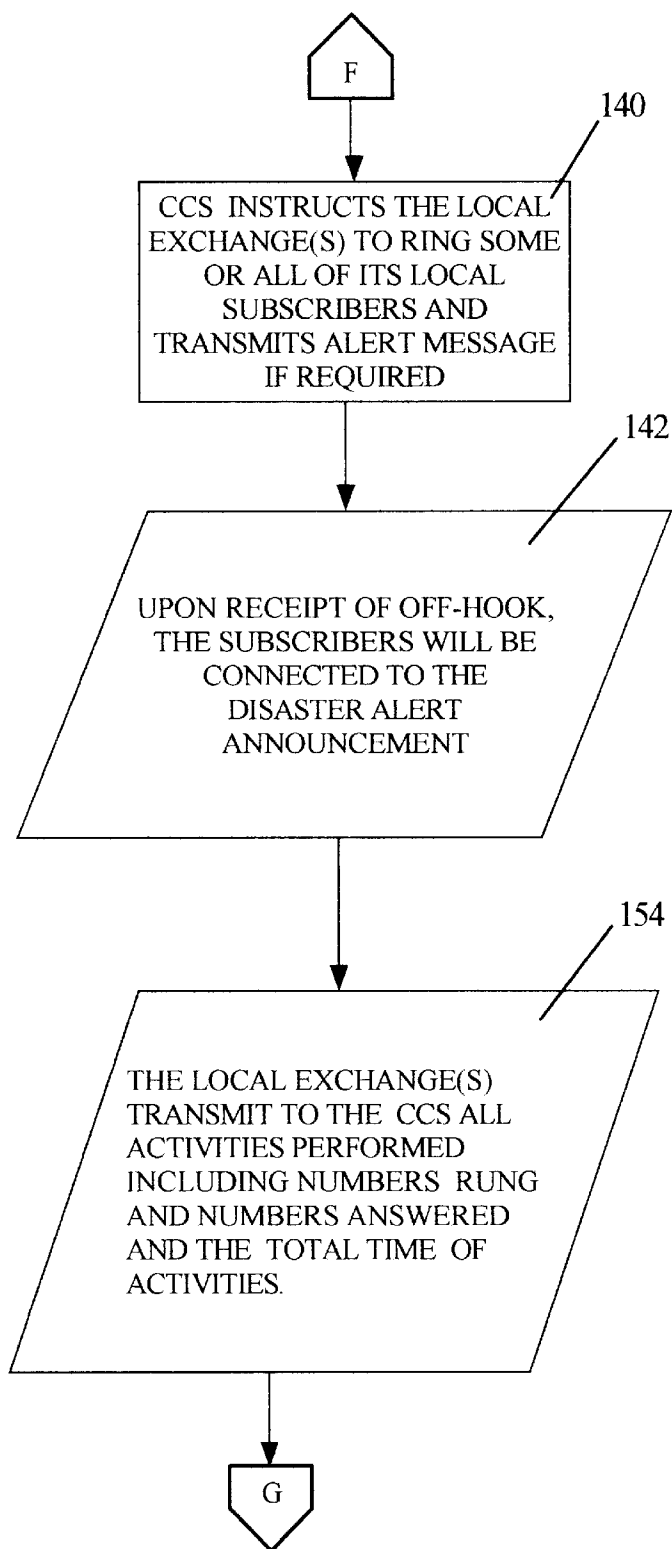 F
140
CCS INSTRUCTS THE LOCAL
EXCHANGE(S) TO RING SOME
OR ALL OF ITS LOCAL
SUBSCRIBERS AND
TRANSMITS ALERT MESSAGE
IF REQUIRED
142
UPON RECEIPT OF OFF-HOOK,
THE SUBSCRIBERS WILL BE
CONNECTED TO THE
DISASTER ALERT
ANNOUNCEMENT
154
THE LOCAL EXCHANGE(S)
TRANSMIT TO THE CCS ALL
ACTIVITIES PERFORMED
INCLUDING NUMBERS RUNG
AND NUMBERS ANSWERED
AND THE TOTAL TIME OF
ACTIVITIES.
G